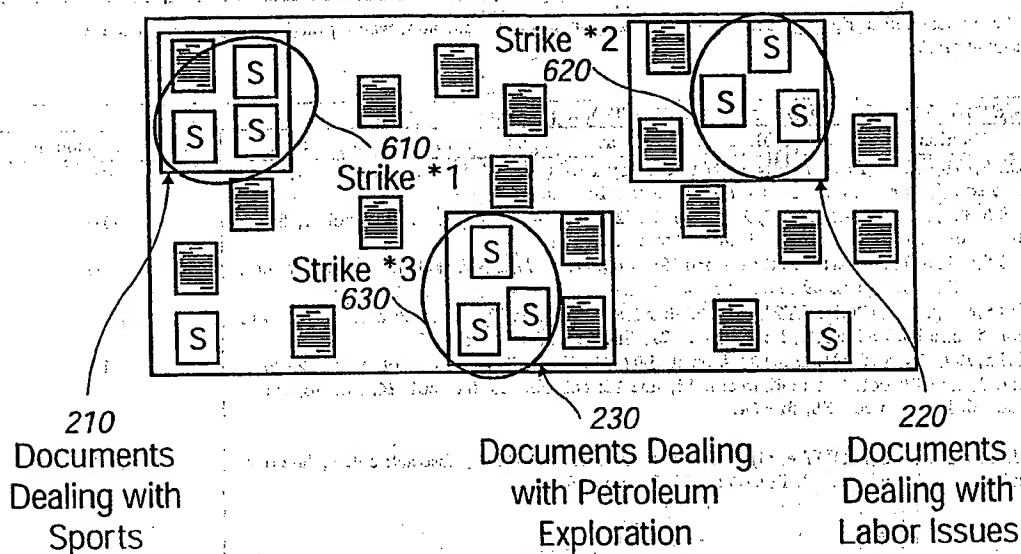 Strike *2
620
S
S
S
S
S
S
S
610
Strike *1
Strike *3
630
S
S
S
S
S
210
Documents
Dealing with
Sports
230
Documents Dealing
with Petroleum
Exploration
220
Documents
Dealing with
Labor Issues